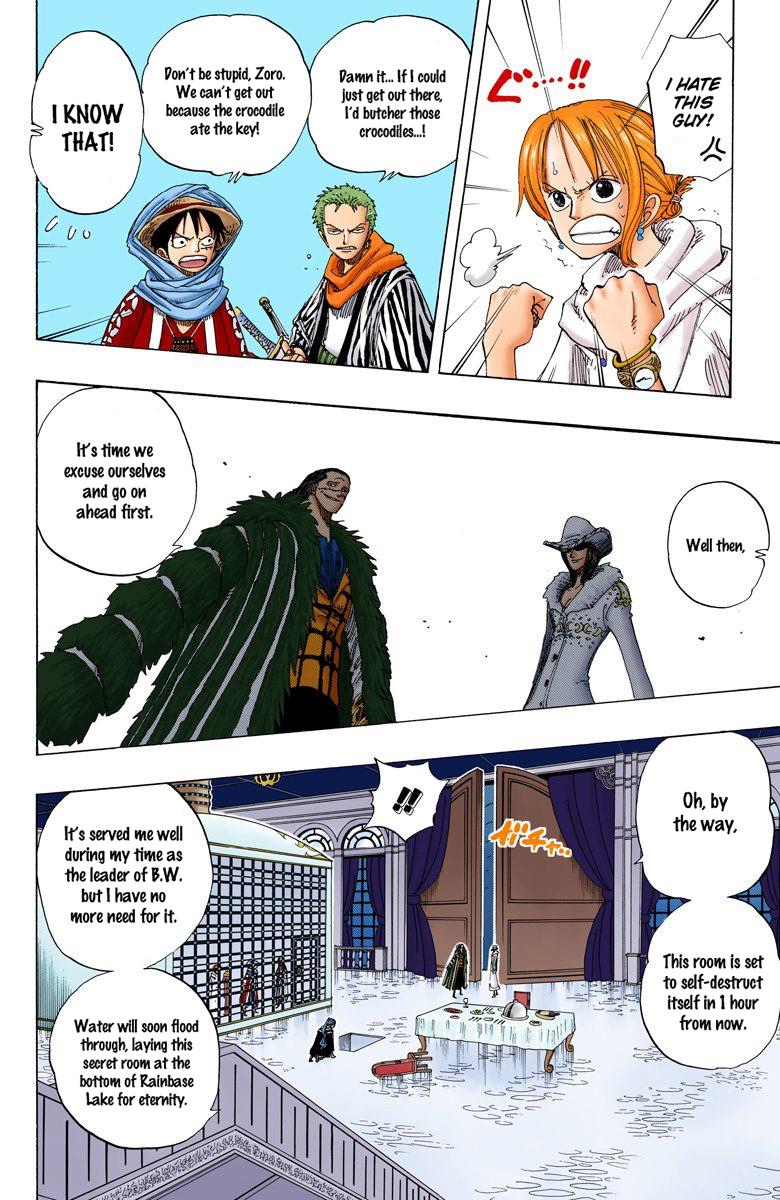 I HATE
THIS
GUY!
ぐ・・・・!!
Damn it... If I could
just get out there,
I'd butcher those
crocodiles...!
Don't be stupid, Zoro.
We can't get out
because the crocodile
ate the key!
I KNOW
THAT!
Well then,
It's time we
excuse ourselves
and go on
ahead first.
Oh, by
the way,
This room is set
to self-destruct
itself in 1 hour
from now.
ガチャ・・
!!
It's served me well
during my time as
the leader of B.W.
but I have no
more need for it.
Water will soon flood
through, laying this
secret room at the
bottom of Rainbase
Lake for eternity.